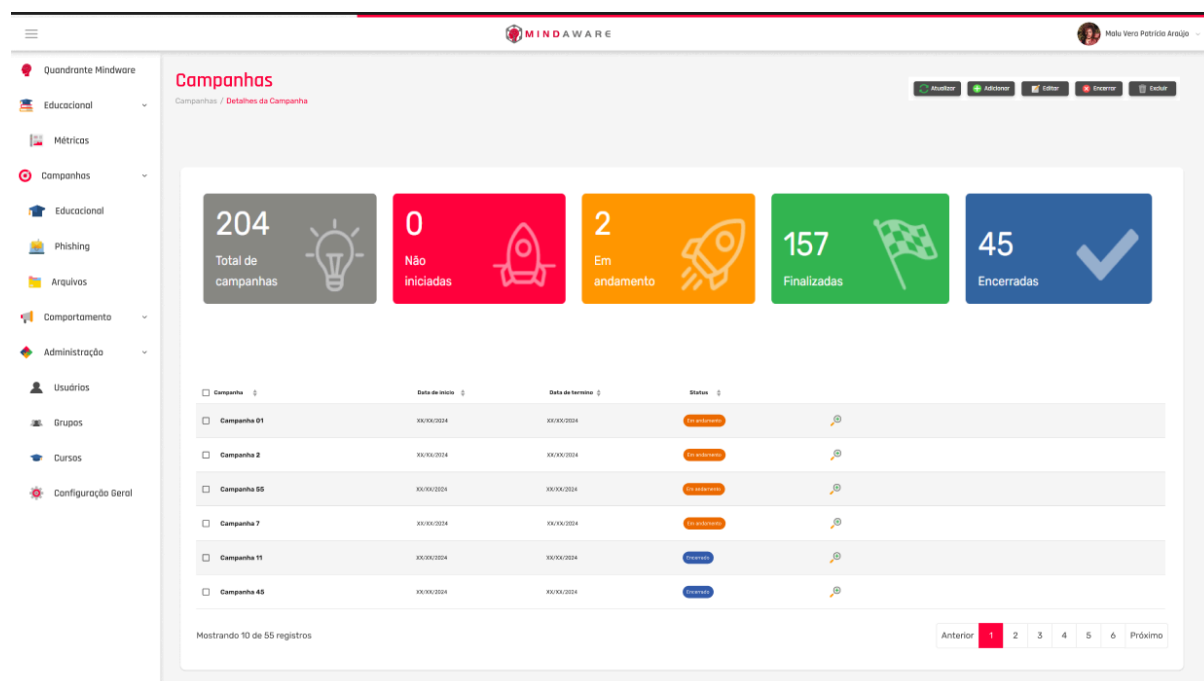 MINDAWARE
Malu Vera Patrícia Araújo
Quandrante Mindware
Educacional
Métricas
Campanhas
Educacional
Phishing
Arquivos
Comportamento
Administração
Usuários
Grupos
Cursos
Configuração Geral
Campanhas
Campanhas / Detalhes da Campanha
Atualizar Adicionar Editar Encerrar Excluir
204
Total de
campanhas
0
Não
iniciadas
2
Em
andamento
157
Finalizadas
45
Encerradas
Campanha Data de inicio Data de termino Status
Campanha 01 XX/XX/2024 XX/XX/2024 Em andamento
Campanha 2 XX/XX/2024 XX/XX/2024 Em andamento
Campanha 55 XX/XX/2024 XX/XX/2024 Em andamento
Campanha 7 XX/XX/2024 XX/XX/2024 Em andamento
Campanha 11 XX/XX/2024 XX/XX/2024 Encerrado
Campanha 45 XX/XX/2024 XX/XX/2024 Encerrado
Mostrando 10 de 55 registros
Anterior 1 2 3 4 5 6 Próximo